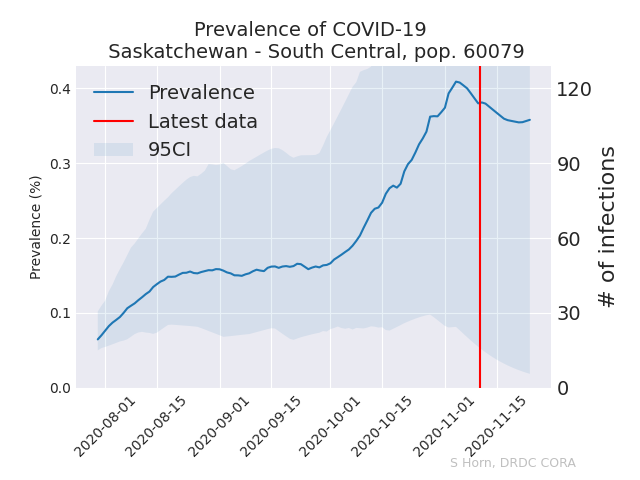 Prevalence of COVID-19
Saskatchewan - South Central, pop. 60079
Prevalence
Latest data
95CI
Prevalence (%)
0.4
0.3
0.2
0.1
0.0
120
90
60
30
0
# of infections
2020-08-01
2020-08-15
2020-09-01
2020-09-15
2020-10-01
2020-10-15
2020-11-01
2020-11-15
S Horn, DRDC CORA